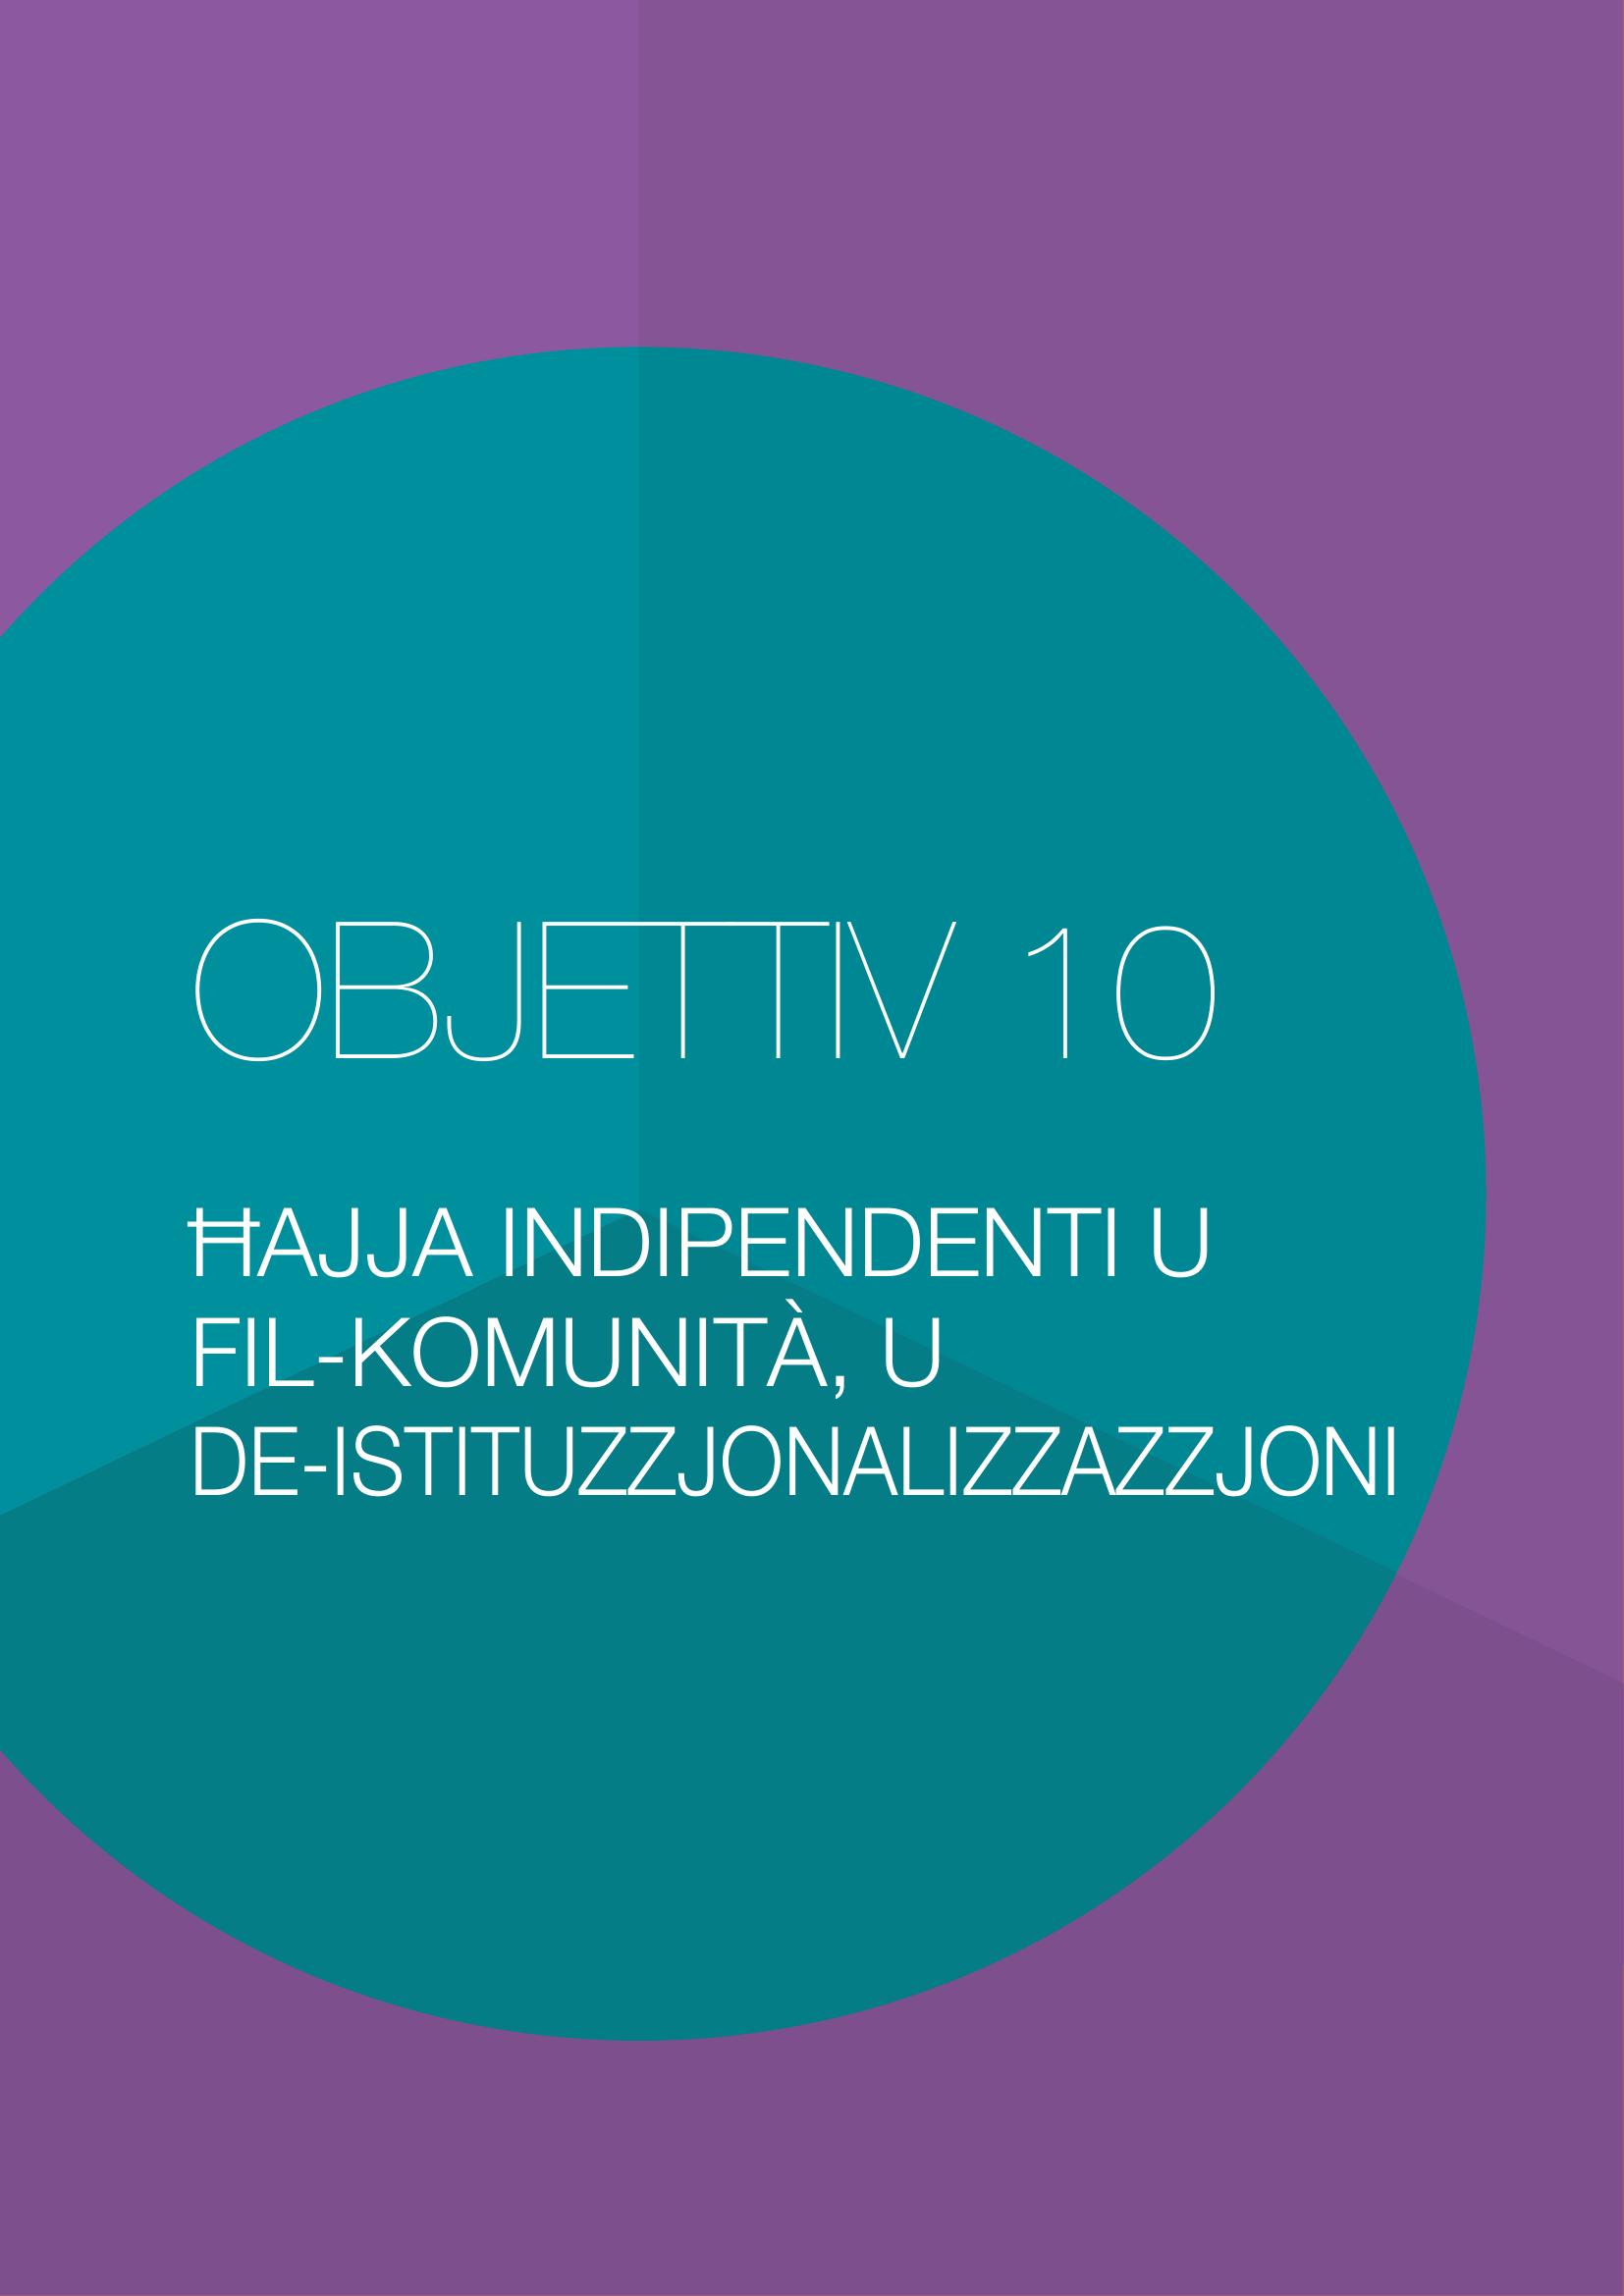 OBJETTIV 10
ĦAJJA INDIPENDENTI U
FIL-KOMUNITÀ, U
DE-ISTITUZZJONALIZZAZZJONI